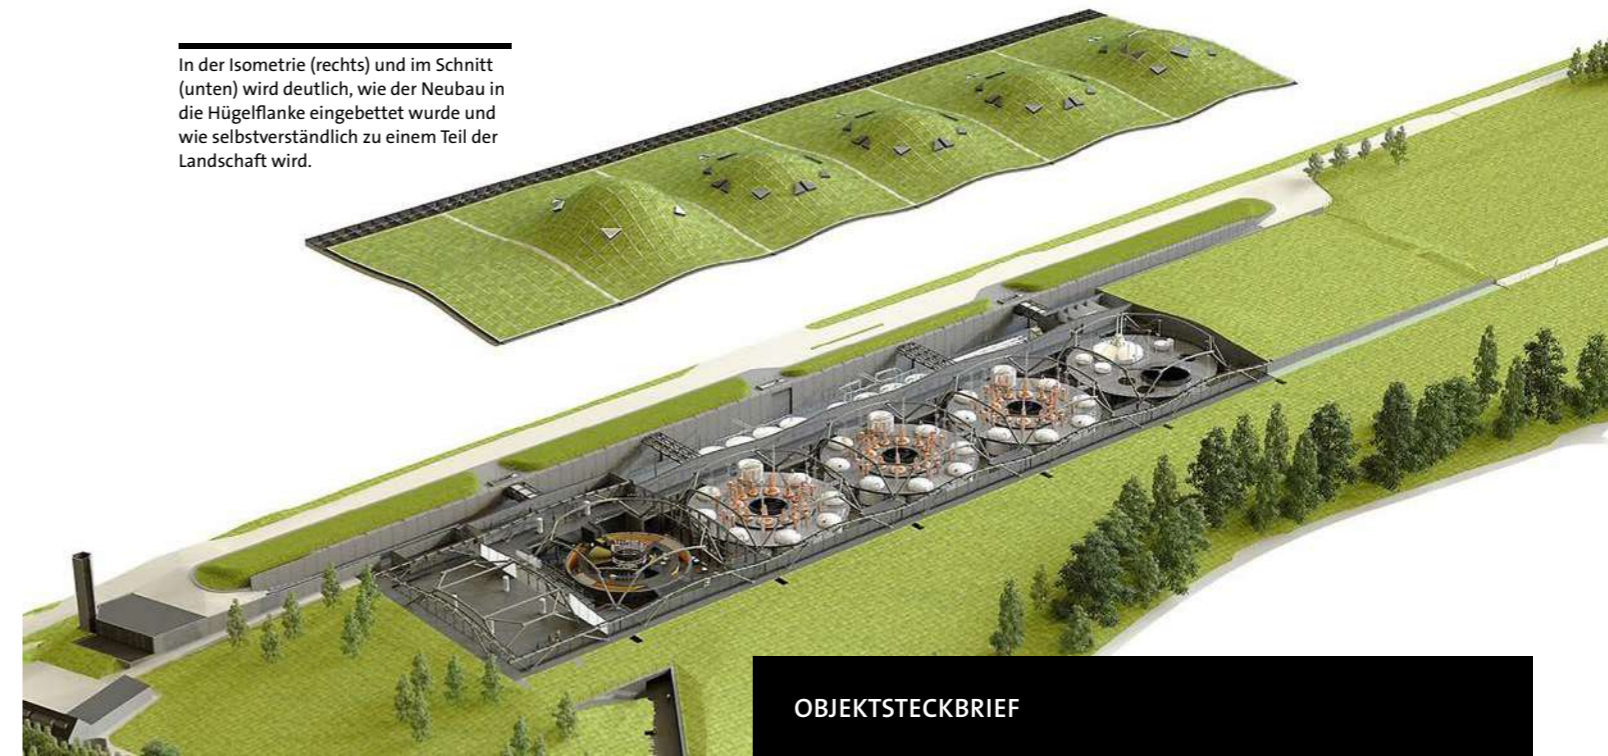 In der Isometrie (rechts) und im Schnitt
(unten) wird deutlich, wie der Neubau in
die Hügelflanke eingebettet wurde und
wie selbstverständlich zu einem Teil der
Landschaft wird.
OBJEKTSTECKBRIEF